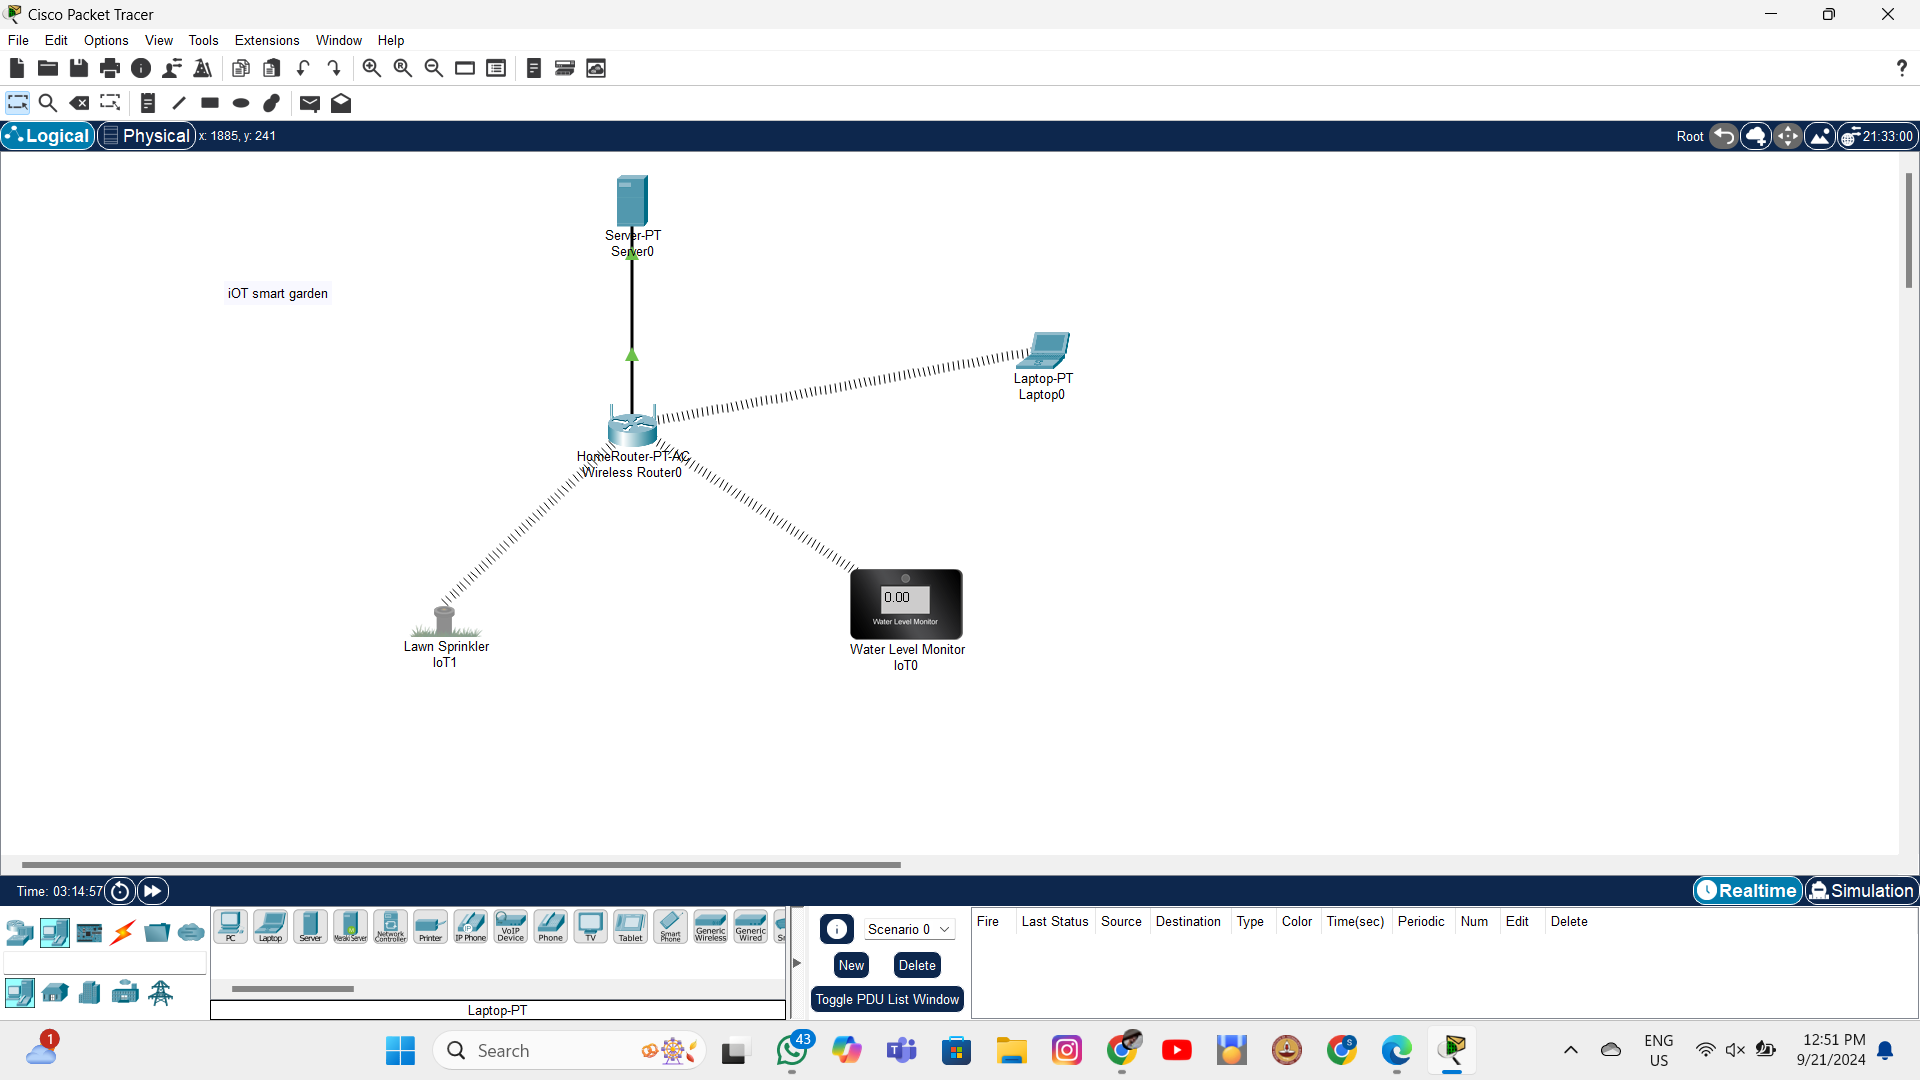 Cisco Packet Tracer
File Edit Options View Tools Extensions Window Help
?
Logical Physical x: 1885, y: 241 Root 21:33:00
Server-PT
Server0
iOT smart garden
Laptop-PT
Laptop0
HomeRouter-PT-AC
Wireless Router0
0.00
Water Level Monitor
Lawn Sprinkler
IoT1
Water Level Monitor
IoT0
Time: 03:14:57 Realtime Simulation
PC Laptop Server Meraki Server Network Controller Printer IP Phone VoIP Device Phone TV Tablet Smart Phone Generic Wireless Generic Wired
Scenario 0
New Delete
Toggle PDU List Window
Fire Last Status Source Destination Type Color Time(sec) Periodic Num Edit Delete
Laptop-PT
1
Search
43
ENG
US
12:51 PM
9/21/2024